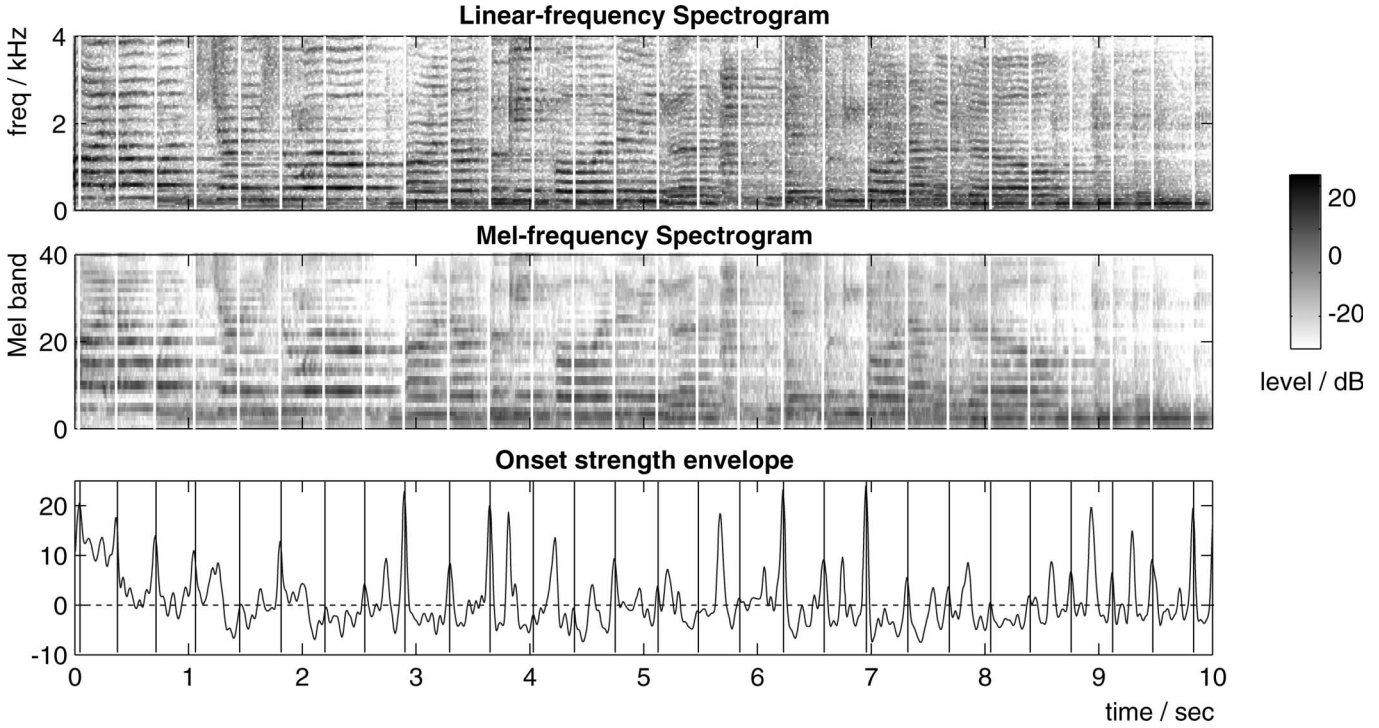 Linear-frequency Spectrogram
freq / kHz
4
2
0
Mel-frequency Spectrogram
Mel band
40
20
0
20
0
-20
level / dB
Onset strength envelope
20
10
0
-10
0 1 2 3 4 5 6 7 8 9 10
time / sec